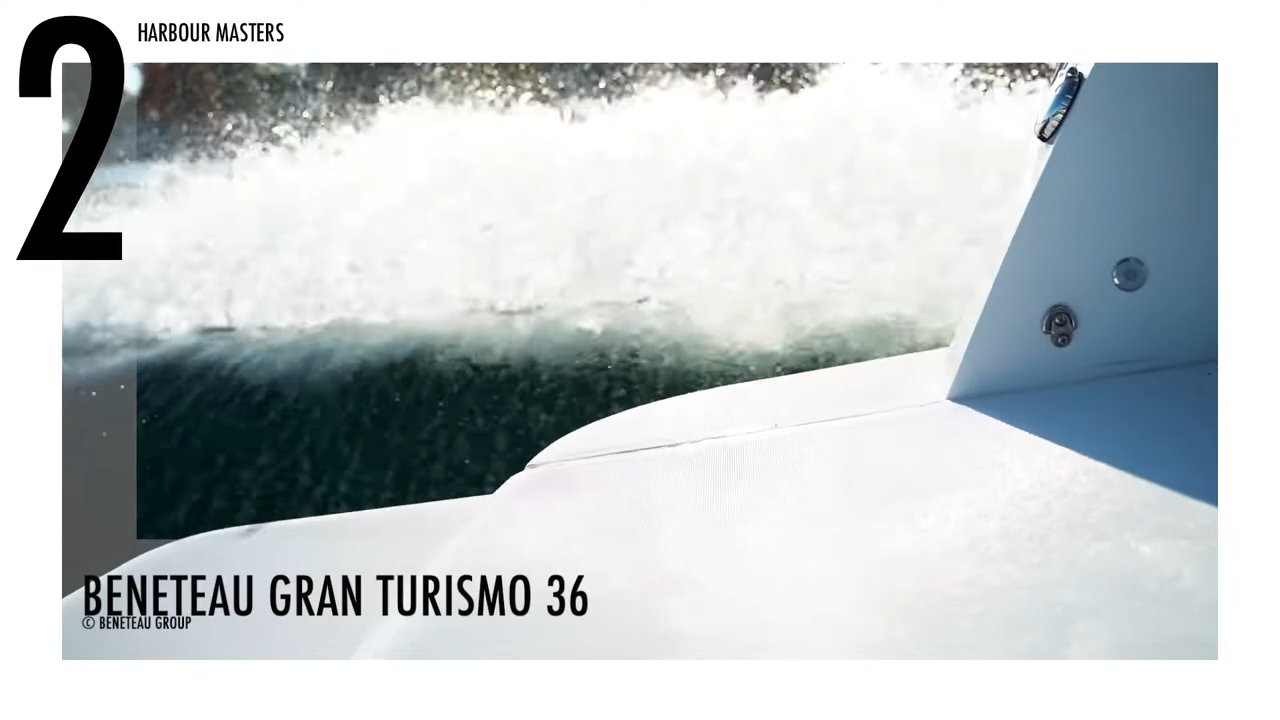 2
HARBOUR MASTERS
BENETEAU GRAN TURISMO 36
© BENETEAU GROUP